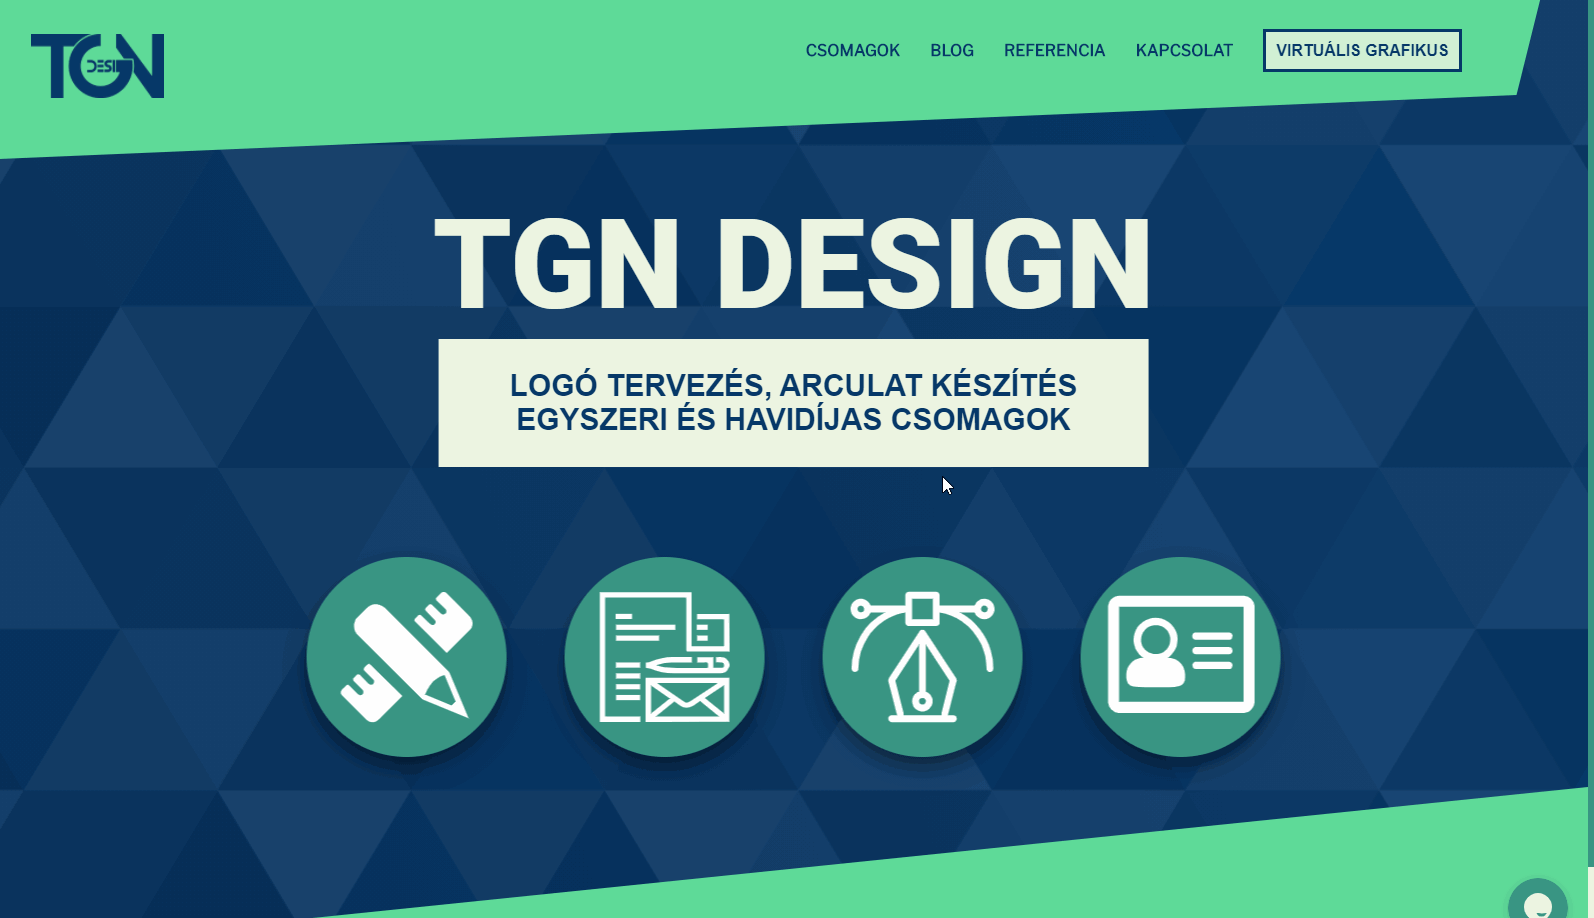 TGN
DESIGN
CSOMAGOK
BLOG
REFERENCIA
KAPCSOLAT
VIRTUÁLIS GRAFIKUS
TGN DESIGN
LOGÓ TERVEZÉS, ARCULAT KÉSZÍTÉS
EGYSZERI ÉS HAVIDÍJAS CSOMAGOK